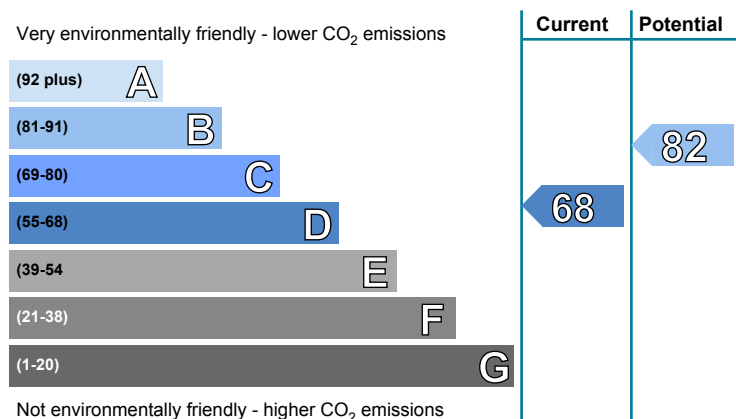 Current Potential
Very environmentally friendly - lower CO2 emissions
(92 plus) A
(81-91) B
82
(69-80) C
68
(55-68) D
(39-54 E
(21-38) F
(1-20) G
Not environmentally friendly - higher CO2 emissions